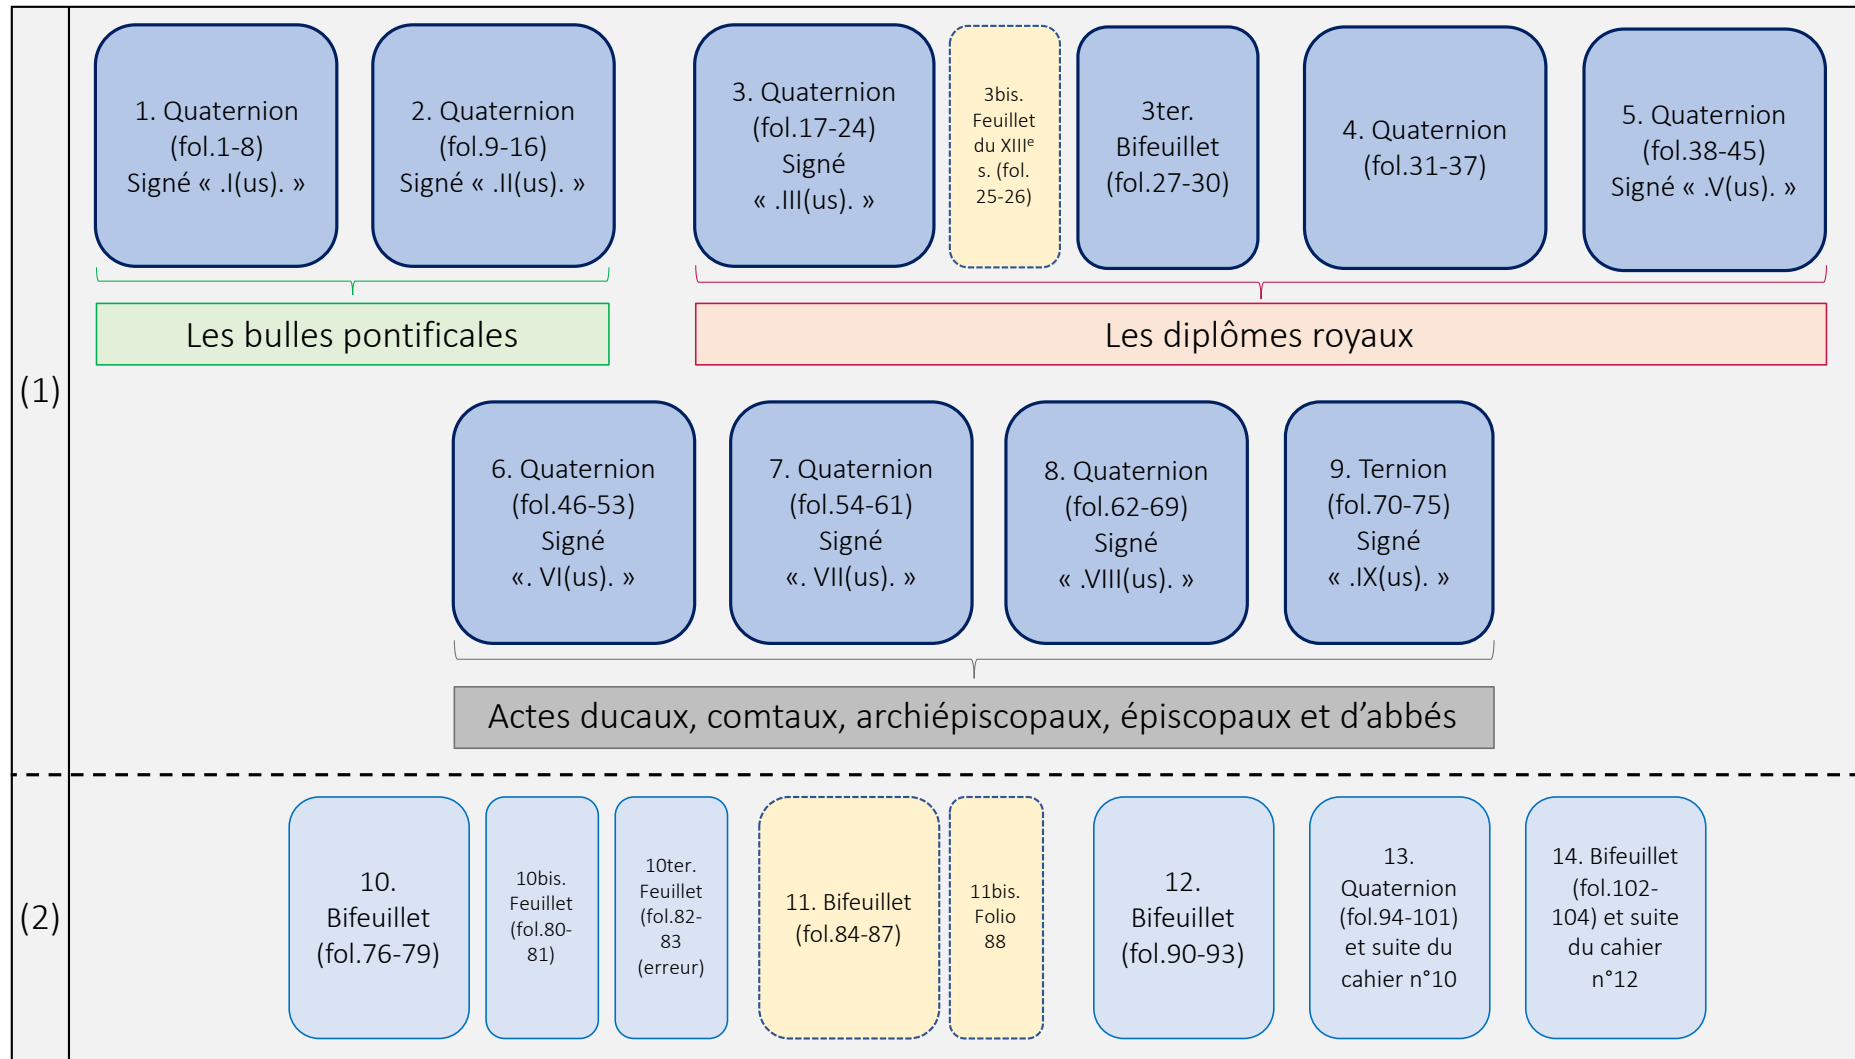 (1)
1. Quaternion
(fol.1-8)
Signé « .I(us). »
2. Quaternion
(fol.9-16)
Signé « .II(us). »
3. Quaternion
(fol.17-24)
Signé
« .III(us). »
3bis.
Feuillet
du XIIIᵉ
s. (fol.
25-26)
3ter.
Bifeuillet
(fol.27-30)
4. Quaternion
(fol.31-37)
5. Quaternion
(fol.38-45)
Signé « .V(us). »
Les bulles pontificales
Les diplômes royaux
6. Quaternion
(fol.46-53)
Signé
«. VI(us). »
7. Quaternion
(fol.54-61)
Signé
«. VII(us). »
8. Quaternion
(fol.62-69)
Signé
« .VIII(us). »
9. Ternion
(fol.70-75)
Signé
« .IX(us). »
Actes ducaux, comtaux, archiépiscopaux, épiscopaux et d’abbés
(2)
10.
Bifeuillet
(fol.76-79)
10bis.
Feuillet
(fol.80-
81)
10ter.
Feuillet
(fol.82-
83
(erreur)
11. Bifeuillet
(fol.84-87)
11bis.
Folio
88
12.
Bifeuillet
(fol.90-93)
13.
Quaternion
(fol.94-101)
et suite du
cahier n°10
14. Bifeuillet
(fol.102-
104) et suite
du cahier
n°12